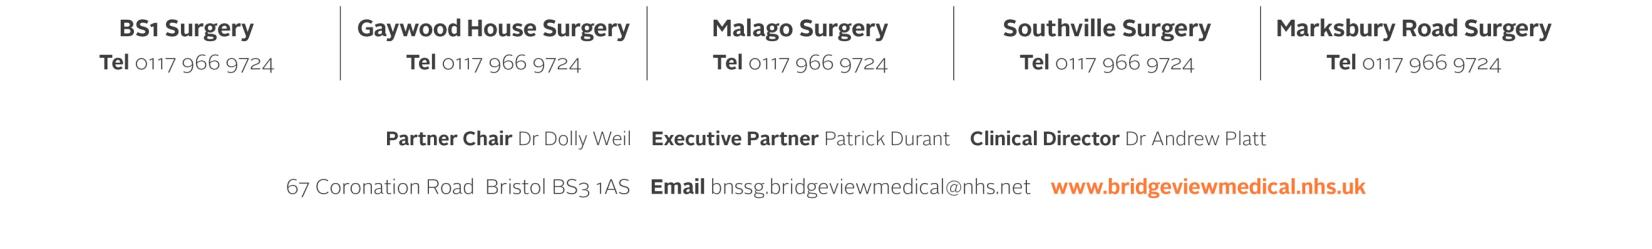 BS1 Surgery
Tel 0117 966 9724
Gaywood House Surgery
Tel 0117 966 9724
Malago Surgery
Tel 0117 966 9724
Southville Surgery
Tel 0117 966 9724
Marksbury Road Surgery
Tel 0117 966 9724
Partner Chair Dr Dolly Weil Executive Partner Patrick Durant Clinical Director Dr Andrew Platt
67 Coronation Road Bristol BS3 1AS Email bnssg.bridgeviewmedical@nhs.net www.bridgeviewmedical.nhs.uk